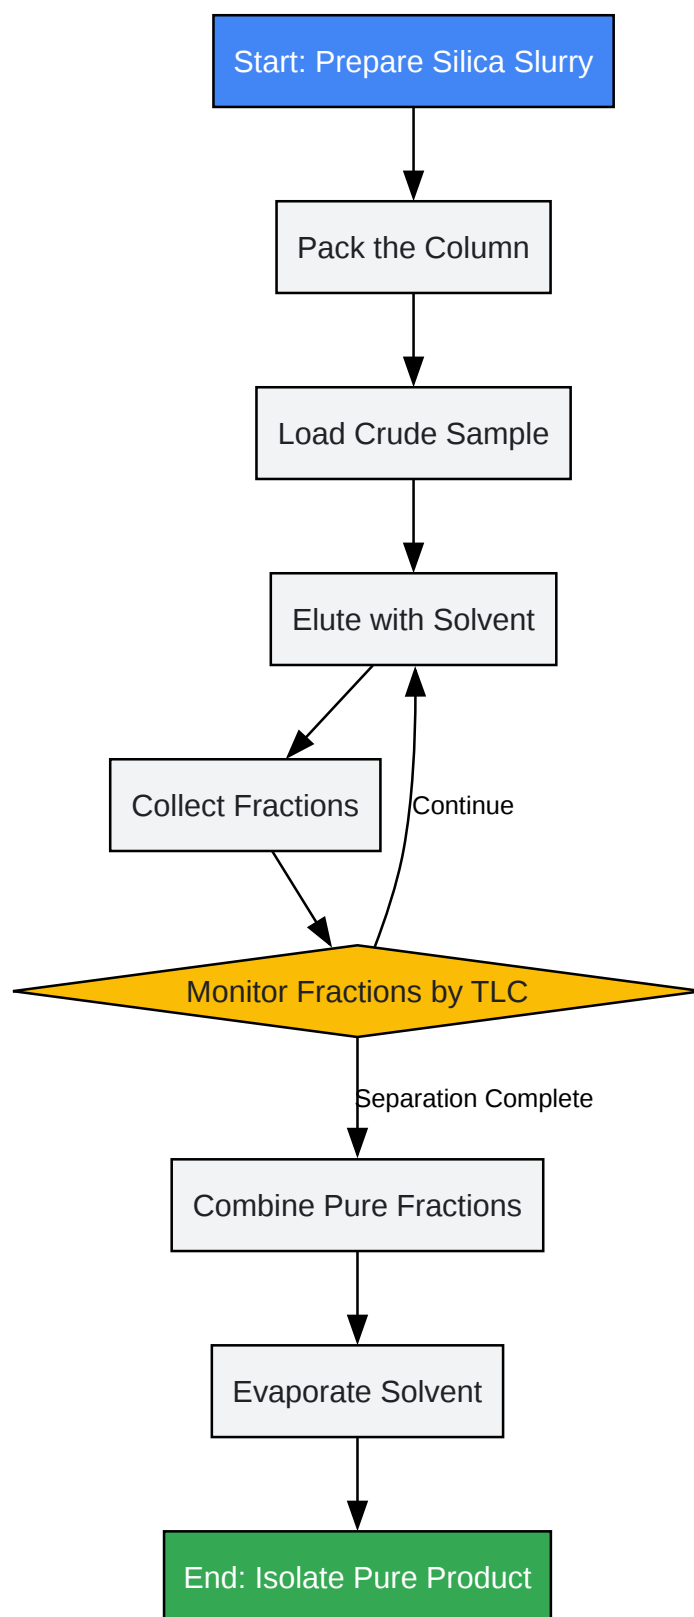 Start: Prepare Silica Slurry
Pack the Column
Load Crude Sample
Elute with Solvent
Collect Fractions
Continue
Monitor Fractions by TLC
Separation Complete
Combine Pure Fractions
Evaporate Solvent
End: Isolate Pure Product